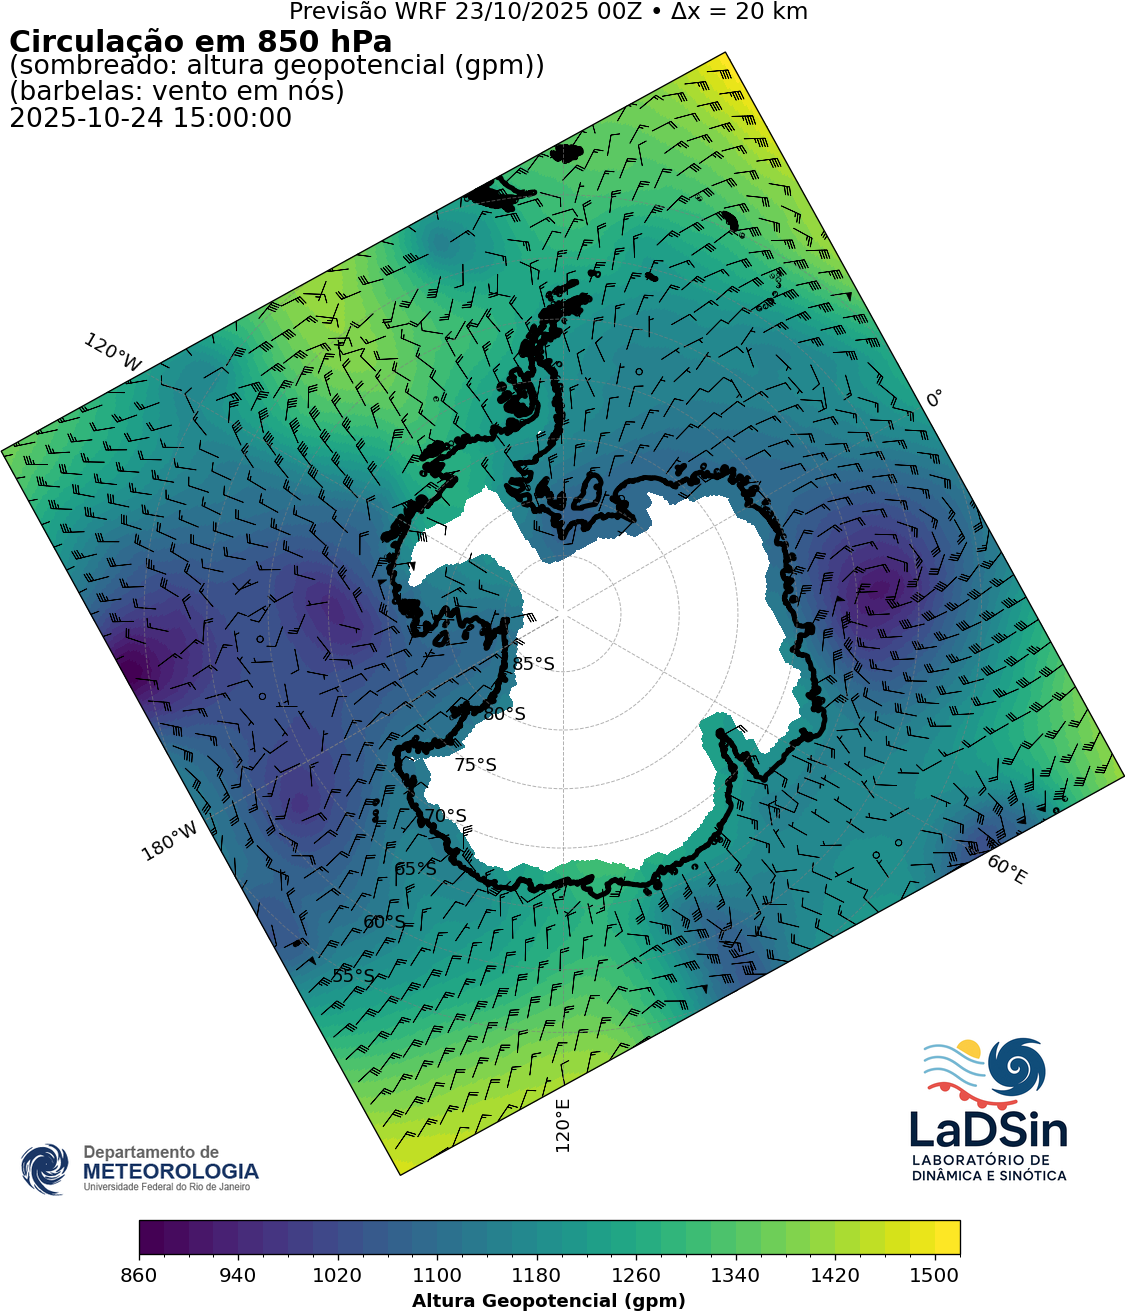 Previsão WRF 23/10/2025 00Z • Δx = 20 km
Circulação em 850 hPa
(sombreado: altura geopotencial (gpm))
(barbelas: vento em nós)
2025-10-24 15:00:00
120°W
0°
85°S
80°S
75°S
70°S
180°W
65°S
60°E
60°S
55°S
120°E
LaDSin
LABORATÓRIO DE
DINÂMICA E SINÓTICA
Departamento de
METEOROLOGIA
Universidade Federal do Rio de Janeiro
860 940 1020 1100 1180 1260 1340 1420 1500
Altura Geopotencial (gpm)